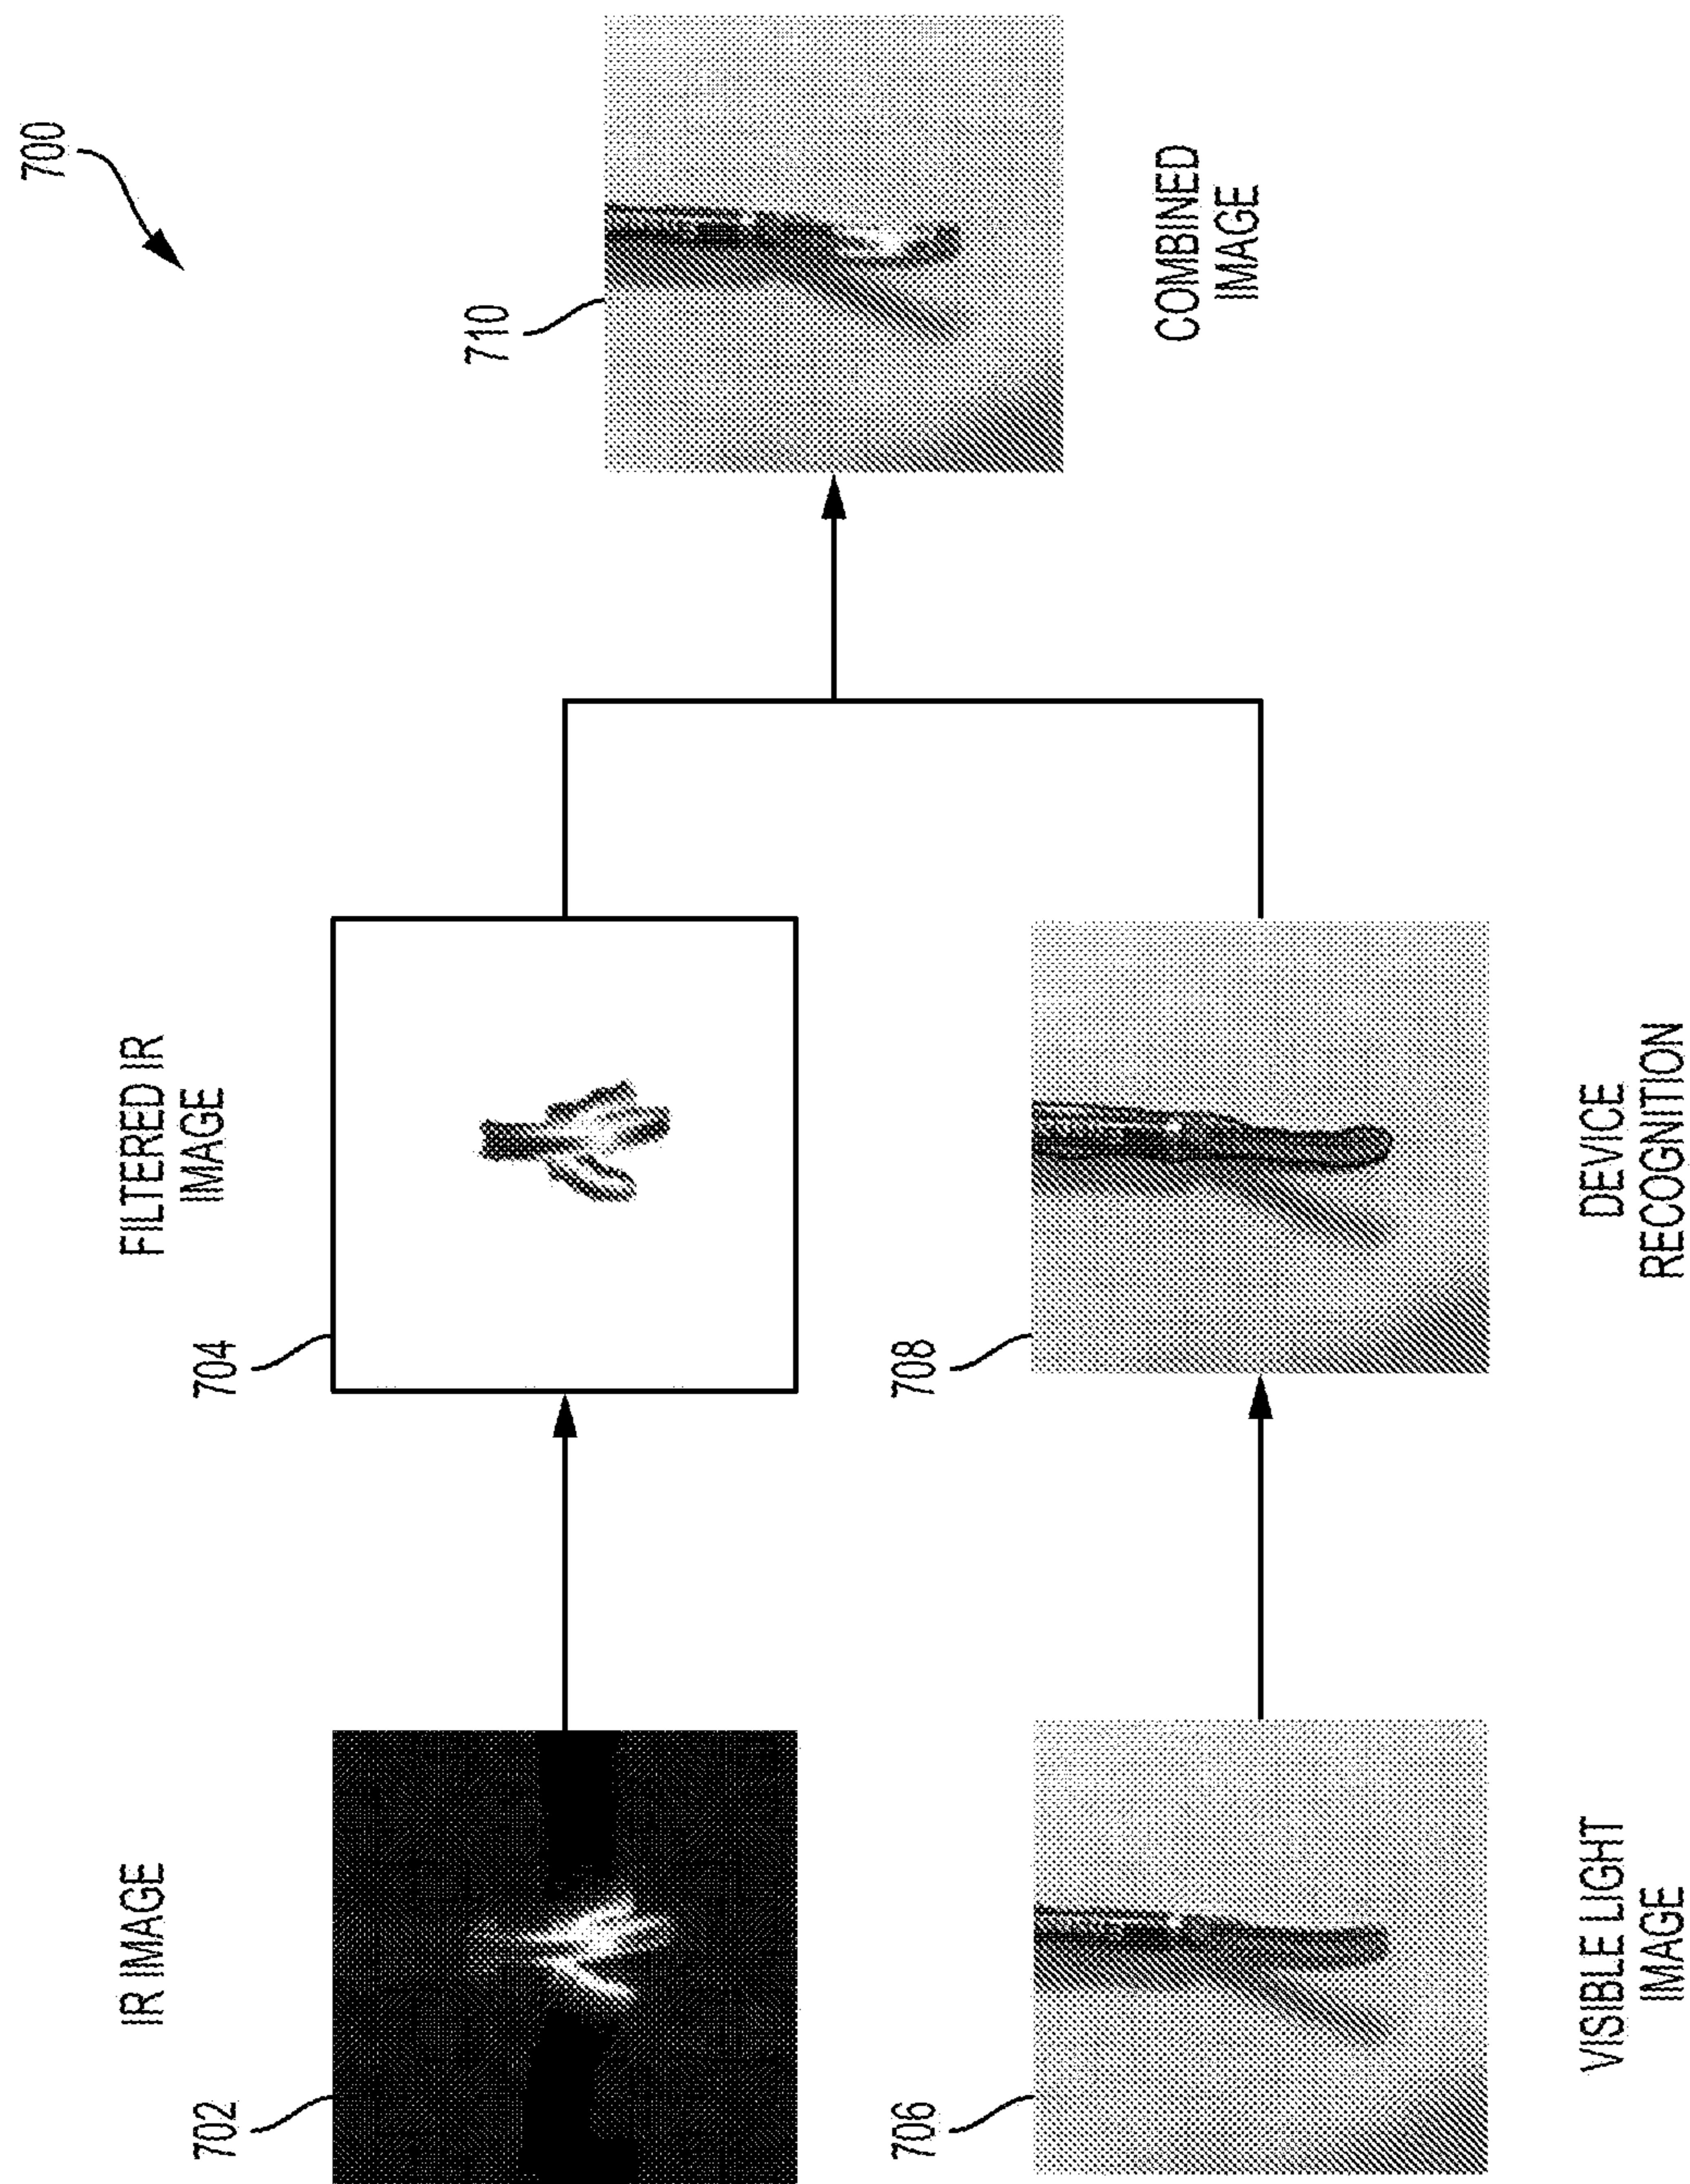 700
IR IMAGE
702
FILTERED IR
IMAGE
704
706
VISIBLE LIGHT
IMAGE
708
DEVICE
RECOGNITION
710
COMBINED
IMAGE